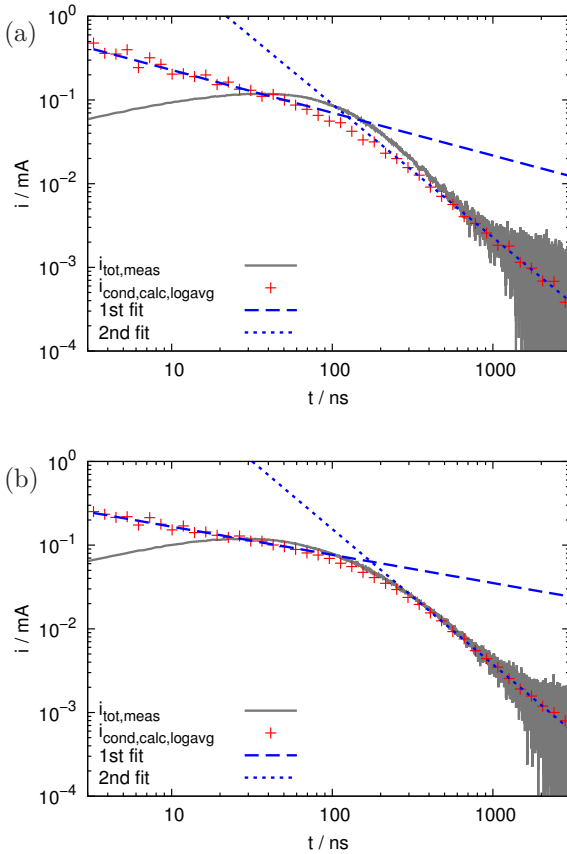 (a)
10^0
10^-1
10^-2
10^-3
10^-4
i / mA
i_tot,meas
i_cond,calc,logavg
1st fit
2nd fit
10 100 1000
t / ns
(b)
10^0
10^-1
10^-2
10^-3
10^-4
i / mA
i_tot,meas
i_cond,calc,logavg
1st fit
2nd fit
10 100 1000
t / ns